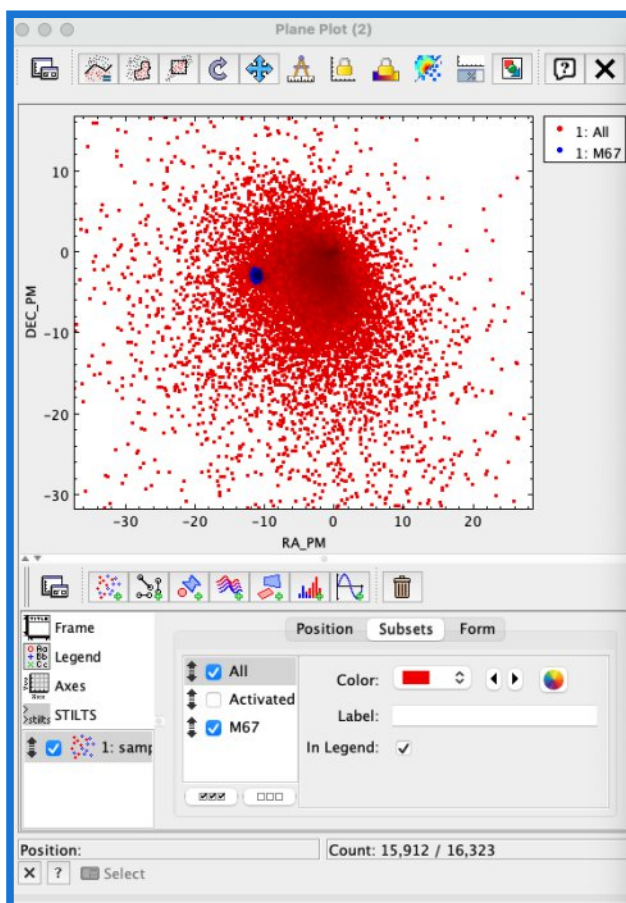 Plane Plot (2)
1: All
1: M67
10
0
-10
-20
-30
DEC_PM
-30 -20 -10 0 10 20
RA_PM
Frame
Legend
Axes
STILTS
1: samp
Position Subsets Form
All
Activated
M67
Color:
Label:
In Legend:
Position:
Count: 15,912 / 16,323
Select